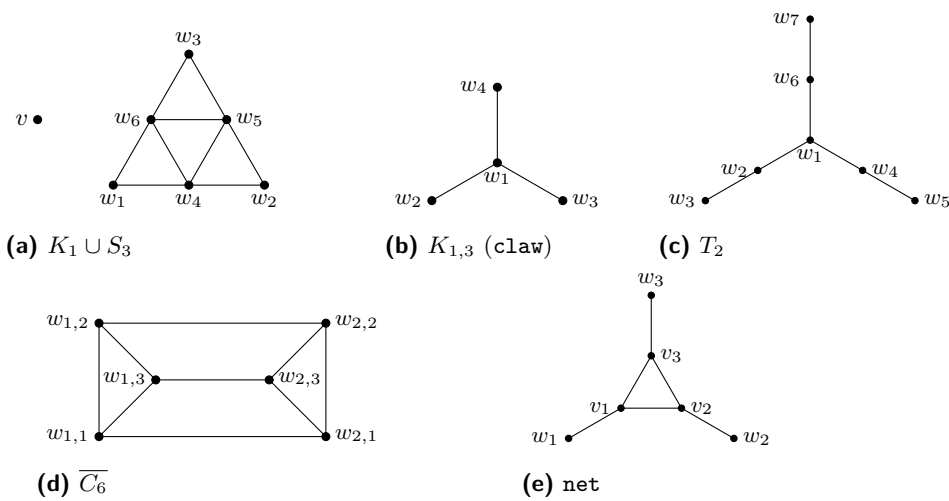 w₃
v
w₆
w₅
w₁
w₄
w₂
(a) K₁ ∪ S₃
w₄
w₁
w₂
w₃
(b) K₁,₃ (claw)
w₇
w₆
w₁
w₂
w₄
w₃
w₅
(c) T₂
w₁,₂
w₂,₂
w₁,₃
w₂,₃
w₁,₁
w₂,₁
(d) C̅₆̅
w₃
v₃
v₁
v₂
w₁
w₂
(e) net